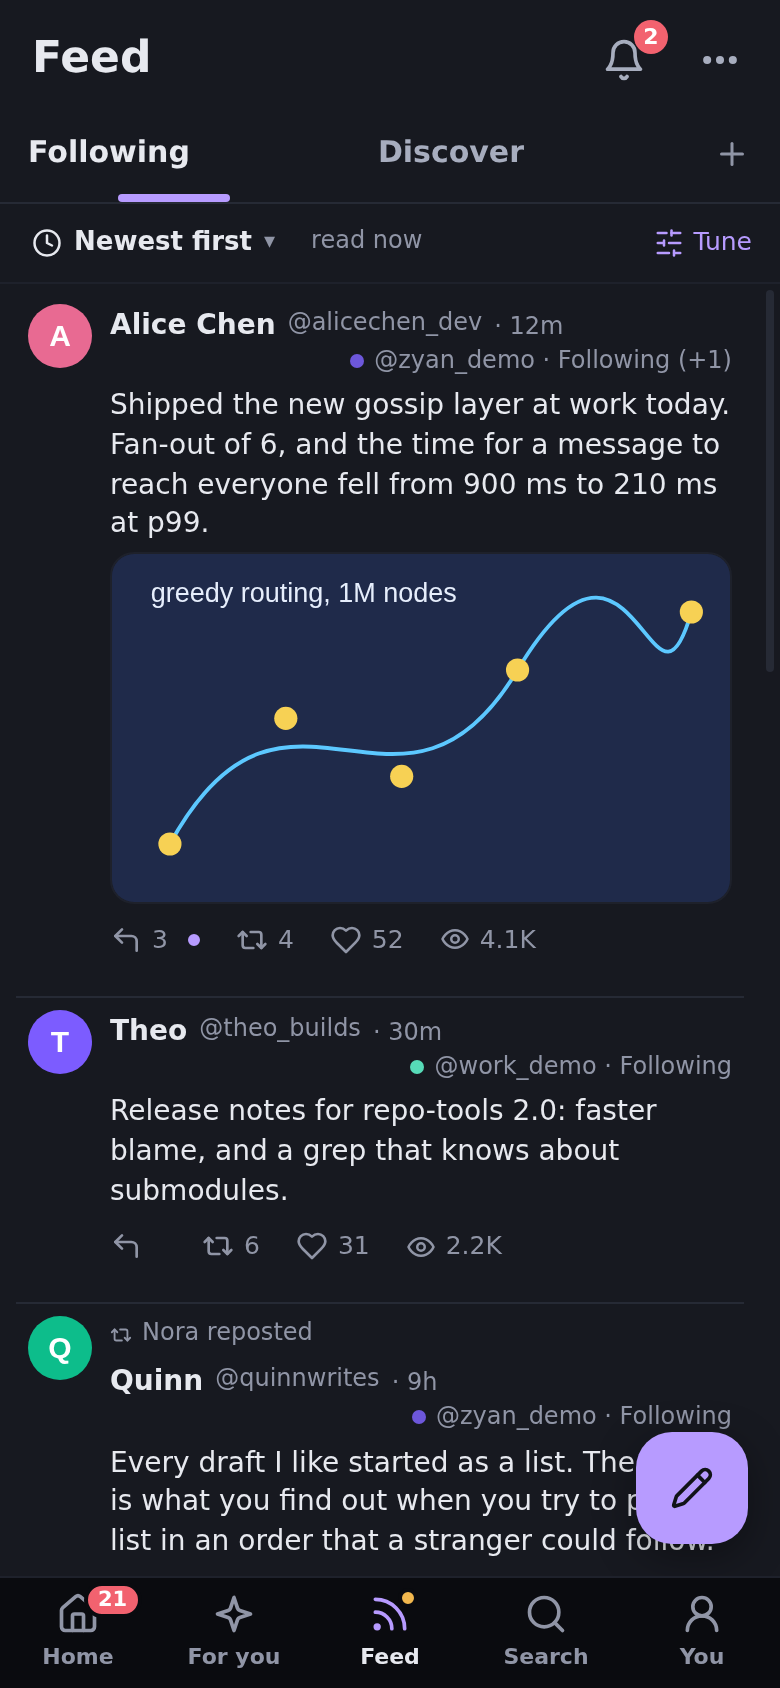 Feed
2
Following
Discover
Newest first ▾ read now
Tune
A
Alice Chen @alicechen_dev · 12m
@zyan_demo · Following (+1)
Shipped the new gossip layer at work today.
Fan-out of 6, and the time for a message to
reach everyone fell from 900 ms to 210 ms
at p99.
greedy routing, 1M nodes
3 4 52 4.1K
T
Theo @theo_builds · 30m
@work_demo · Following
Release notes for repo-tools 2.0: faster
blame, and a grep that knows about
submodules.
6 31 2.2K
Nora reposted
Q
Quinn @quinnwrites · 9h
@zyan_demo · Following
Every draft I like started as a list. The
is what you find out when you try to
list in an order that a stranger could follow.
21
Home
For you
Feed
Search
You